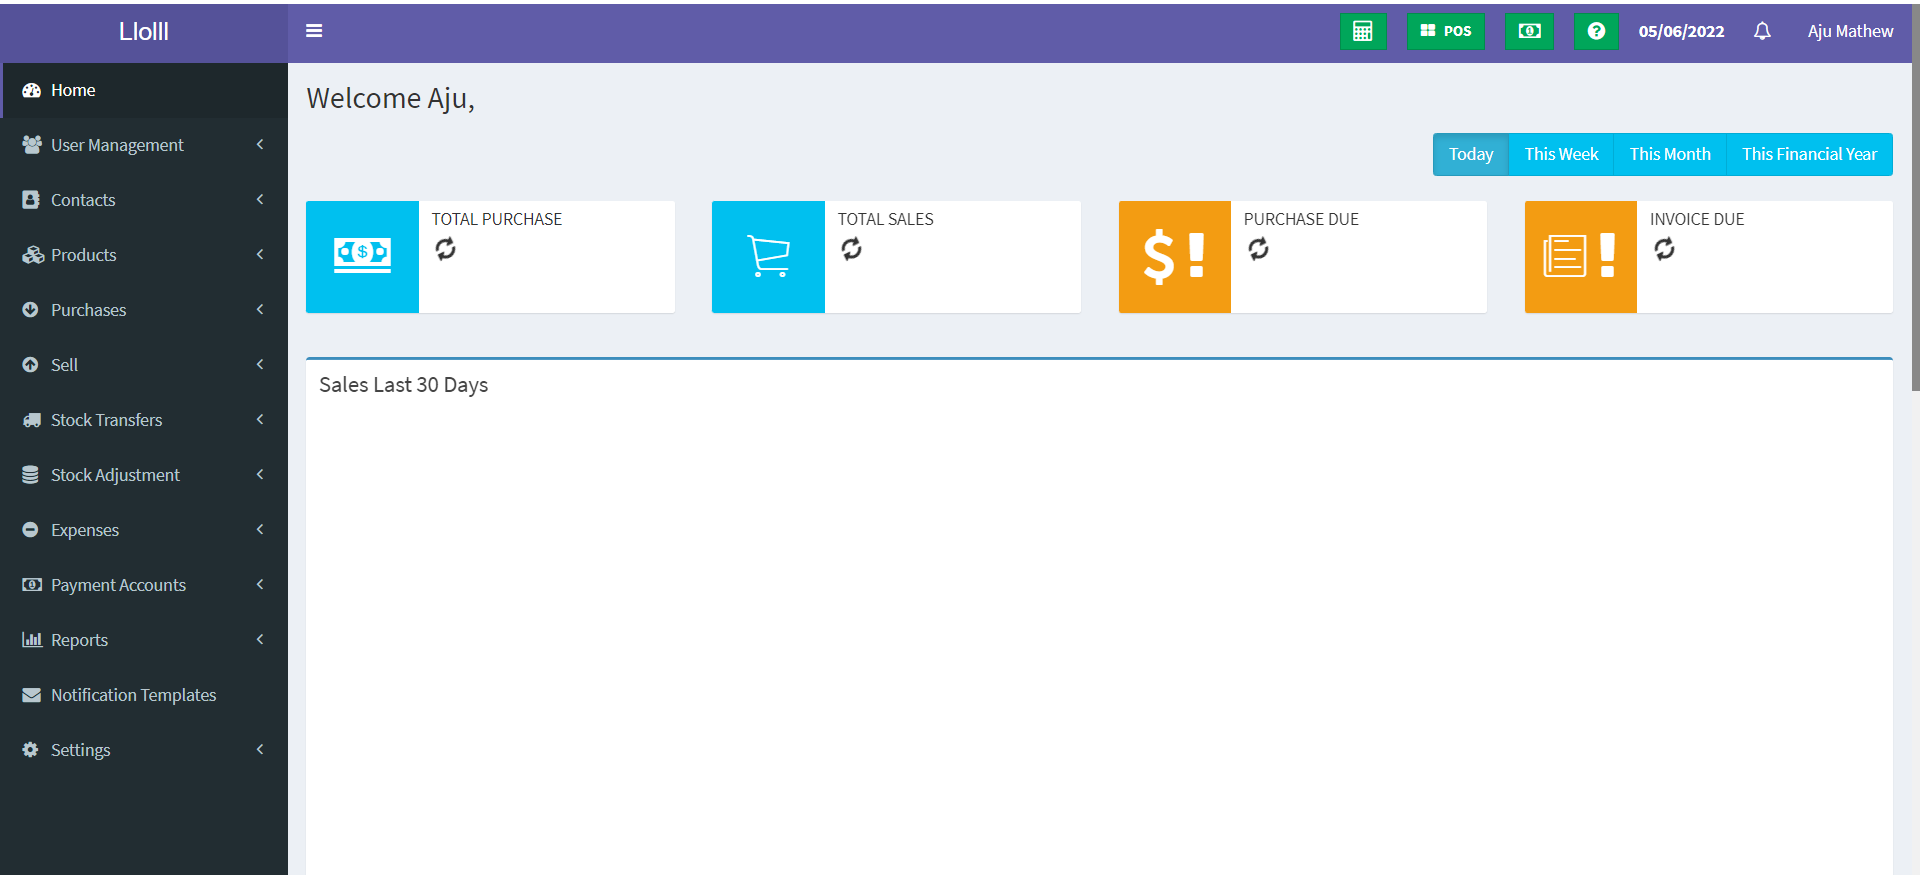 Llolll
POS
05/06/2022
Aju Mathew
Home
User Management
Contacts
Products
Purchases
Sell
Stock Transfers
Stock Adjustment
Expenses
Payment Accounts
Reports
Notification Templates
Settings
Welcome Aju,
Today This Week This Month This Financial Year
TOTAL PURCHASE
TOTAL SALES
PURCHASE DUE
INVOICE DUE
Sales Last 30 Days